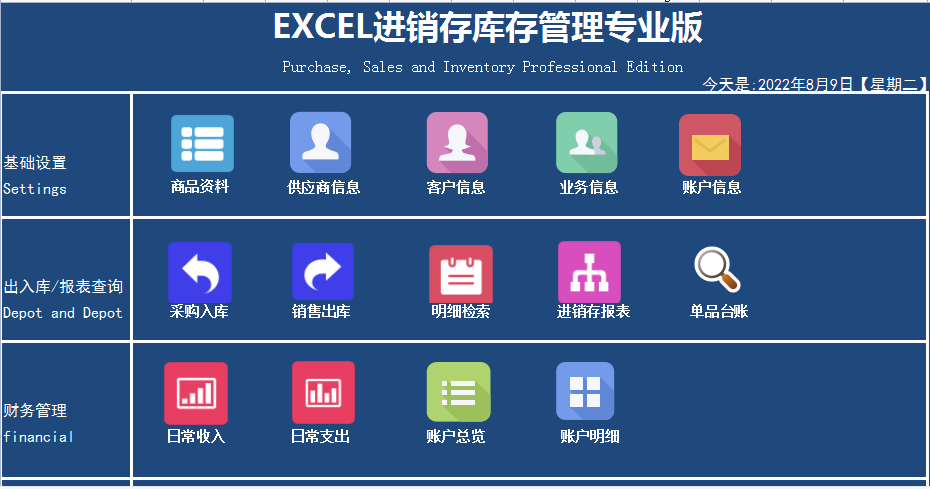 EXCEL进销存库存管理专业版
Purchase, Sales and Inventory Professional Edition
今天是:2022年8月9日【星期二】
基础设置
Settings
商品资料 供应商信息 客户信息 业务信息 账户信息
出入库/报表查询
Depot and Depot
采购入库 销售出库 明细检索 进销存报表 单品台账
财务管理
financial
日常收入 日常支出 账户总览 账户明细